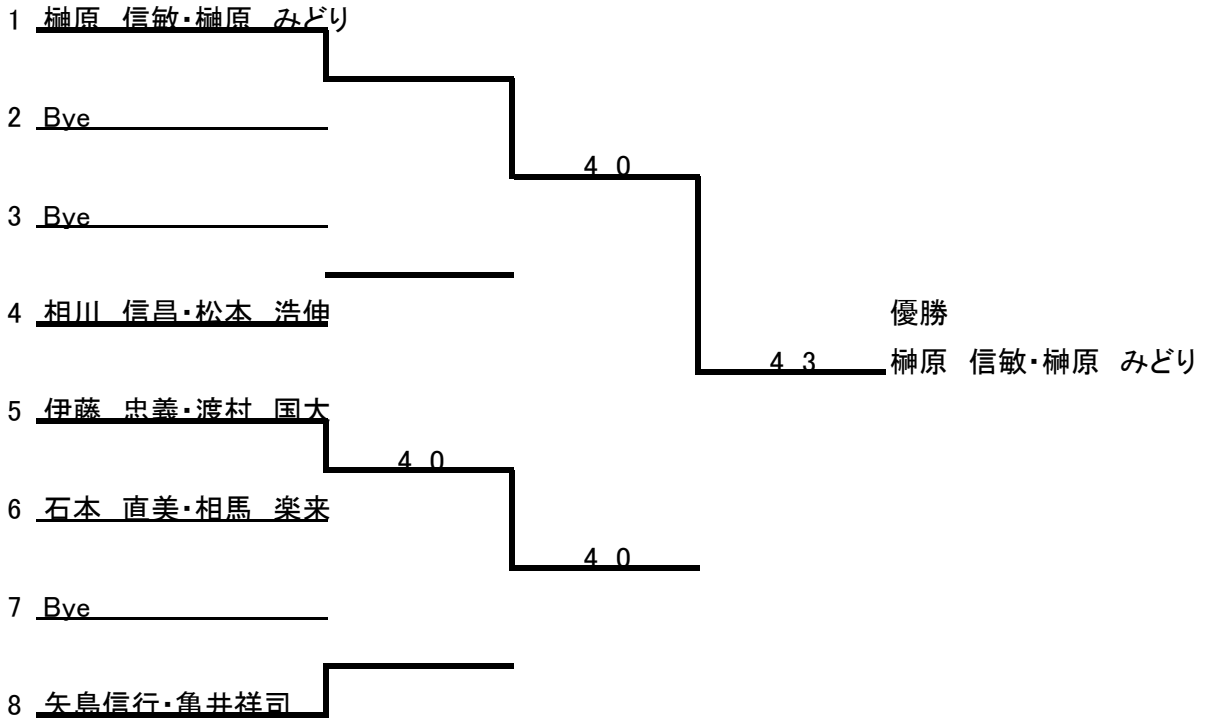 1 榊原 信敏・榊原 みどり
2 Bye
4 0
3 Bye
4 相川 信昌・松本 浩伸
優勝
4 3 榊原 信敏・榊原 みどり
5 伊藤 忠義・渡村 国大
4 0
6 石本 直美・相馬 楽来
4 0
7 Bye
8 矢島信行・亀井祥司